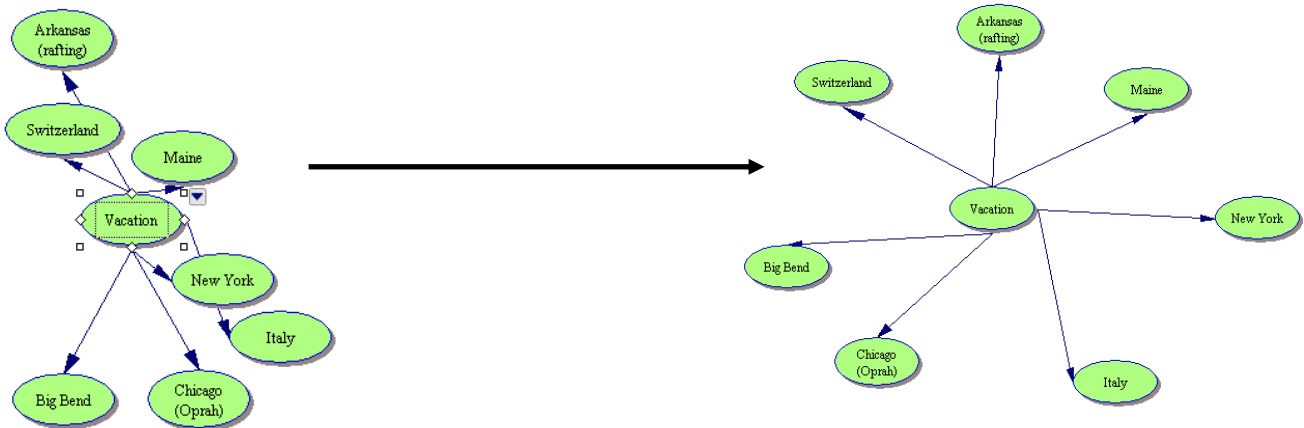 Arkansas
(rafting)
Switzerland
Maine
Vacation
New York
Italy
Big Bend
Chicago
(Oprah)
Arkansas
(rafting)
Switzerland
Maine
Vacation
New York
Big Bend
Chicago
(Oprah)
Italy